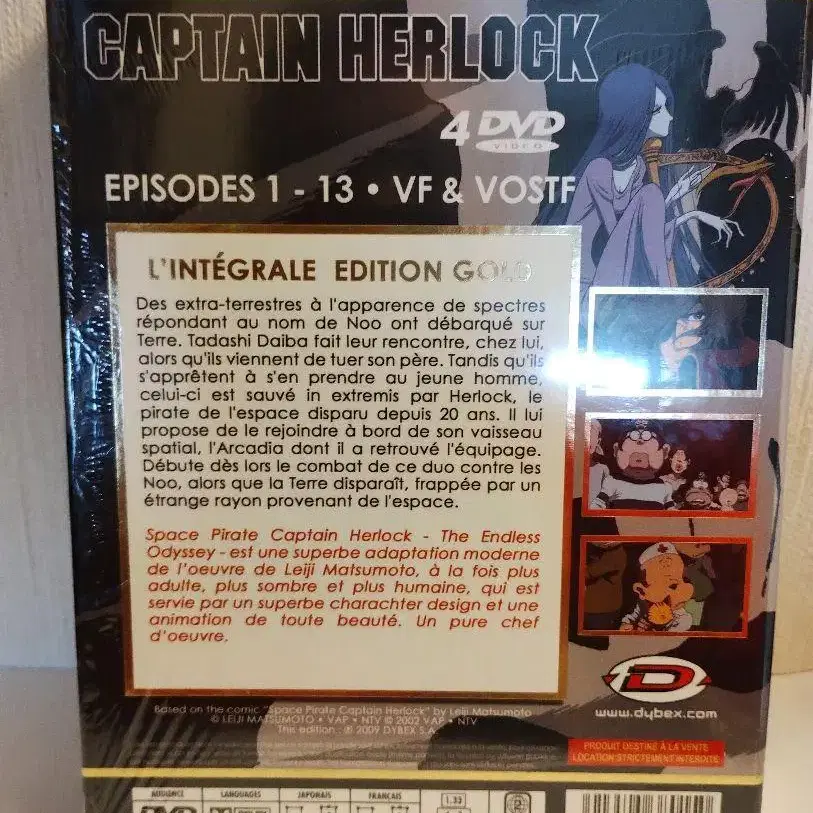 CAPTAIN HERLOCK
4 DVD
VIDEO
EPISODES 1 - 13 • VF & VOSTF
L'INTÉGRALE EDITION GOLD
Des extra-terrestres à l'apparence de spectres
répondant au nom de Noo ont débarqué sur
Terre. Tadashi Daiba fait leur rencontre, chez lui,
alors qu'ils viennent de tuer son père. Tandis qu'ils
s'apprêtent à s'en prendre au jeune homme,
celui-ci est sauvé in extremis par Herlock, le
pirate de l'espace disparu depuis 20 ans. Il lui
propose de le rejoindre à bord de son vaisseau
spatial, l'Arcadia dont il a retrouvé l'équipage.
Débute dès lors le combat de ce duo contre les
Noo, alors que la Terre disparaît, frappée par un
étrange rayon provenant de l'espace.
Space Pirate Captain Herlock - The Endless
Odyssey - est une superbe adaptation moderne
de l'oeuvre de Leiji Matsumoto, à la fois plus
adulte, plus sombre et plus humaine, qui est
servie par un superbe charachter design et une
animation de toute beauté. Un pure chef
d'oeuvre.
D
www.dybex.com
Based on the comic "Space Pirate Captain Herlock" by Leiji Matsumoto
© LEIJI MATSUMOTO • VAP • NTV © 2002 VAP • NTV
This edition : ℗ 2009 DYBEX S.A.
PRODUIT DESTINÉ À LA VENTE
LOCATION STRICTEMENT INTERDITE
AUDIENCE LANGUAGES JAPONAIS FRANCAIS 1.33 2
DVD